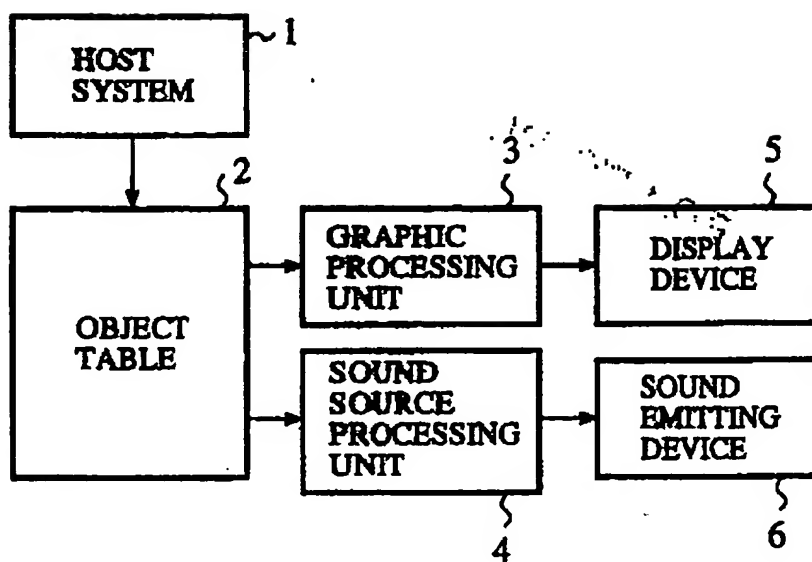 1
HOST
SYSTEM
2
OBJECT
TABLE
3
GRAPHIC
PROCESSING
UNIT
5
DISPLAY
DEVICE
SOUND
SOURCE
PROCESSING
UNIT
4
SOUND
EMITTING
DEVICE
6